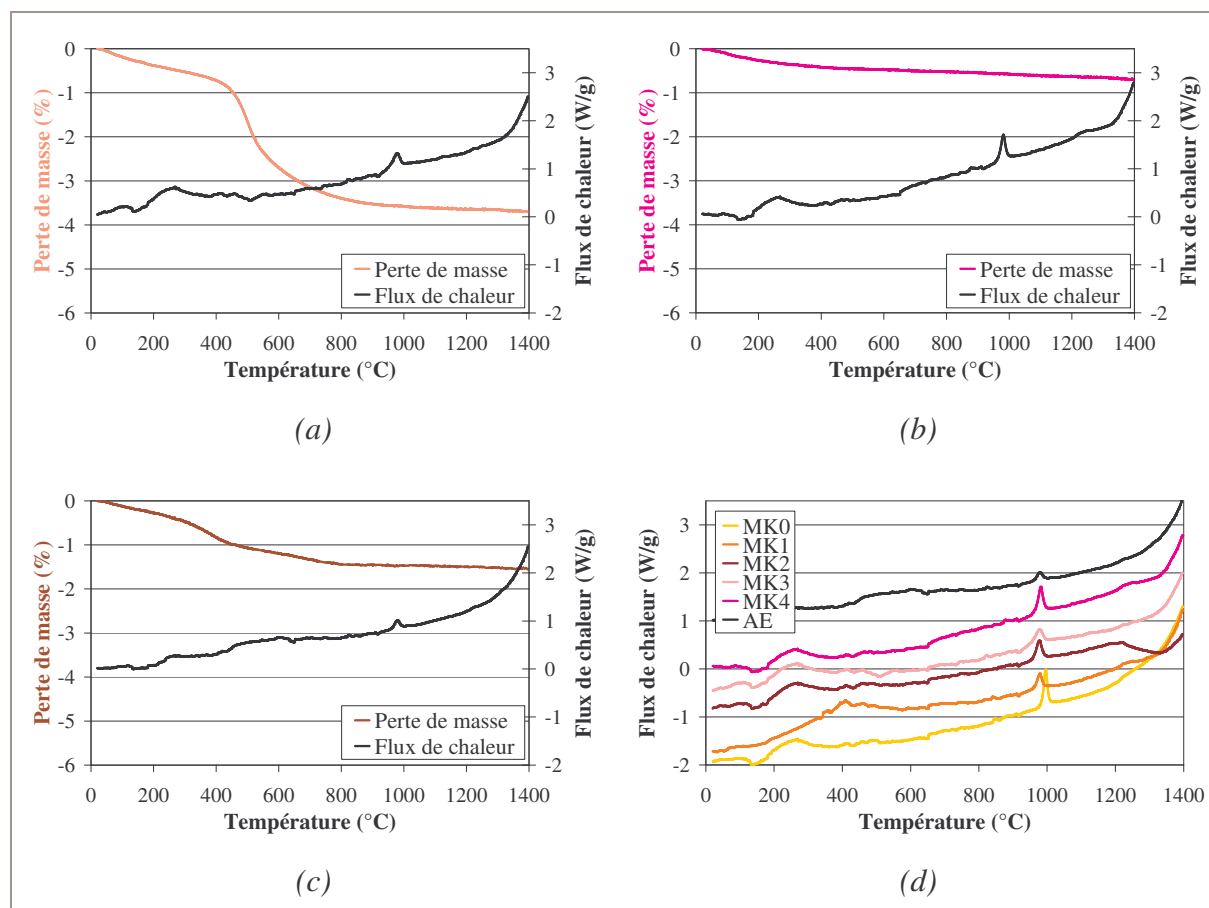 0
-1
-2
-3
-4
-5
-6
Perte de masse (%)
3
2
1
0
-1
-2
Flux de chaleur (W/g)
Perte de masse
Flux de chaleur
0 200 400 600 800 1000 1200 1400
Température (°C)
(a)
0
-1
-2
-3
-4
-5
-6
Perte de masse (%)
3
2
1
0
-1
-2
Flux de chaleur (W/g)
Perte de masse
Flux de chaleur
0 200 400 600 800 1000 1200 1400
Température (°C)
(b)
0
-1
-2
-3
-4
-5
-6
Perte de masse (%)
3
2
1
0
-1
-2
Flux de chaleur (W/g)
Perte de masse
Flux de chaleur
0 200 400 600 800 1000 1200 1400
Température (°C)
(c)
3
2
1
0
-1
-2
Flux de chaleur (W/g)
MK0
MK1
MK2
MK3
MK4
AE
0 200 400 600 800 1000 1200 1400
Température (°C)
(d)